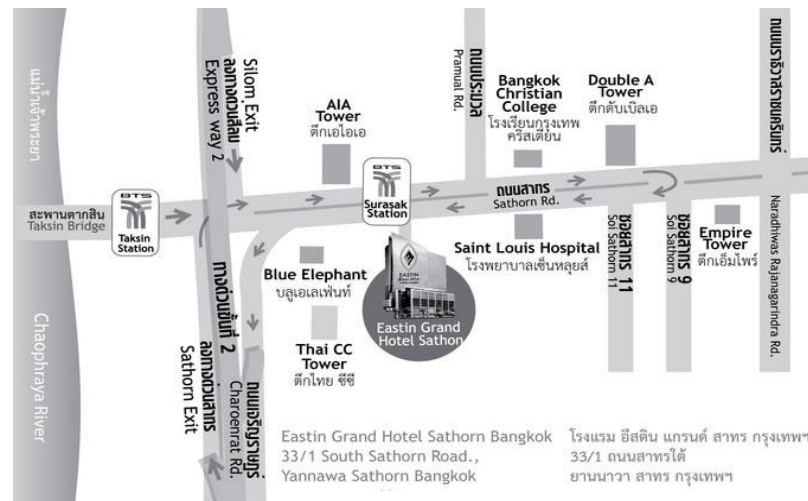 แม่น้ำเจ้าพระยา
Chaophraya River
สะพานตากสิน
Taksin Bridge
BTS
Taksin
Station
Silom Exit
ลงทางด่วนสีลม
Express way 2
ทางด่วนขั้นที่ 2
ลงทางด่วนสาทร
Sathorn Exit
ถนนเจริญราษฎร์
Charoenrat Rd.
AIA
Tower
ตึกเอไอเอ
BTS
Surasak
Station
ถนนประมวล
Pramual Rd.
Bangkok
Christian
College
โรงเรียนกรุงเทพ
คริสเตียน
Double A
Tower
ตึกดับเบิลเอ
ถนนนราธิวาสราชนครินทร์
Naradhiwas Rajanagarindra Rd.
ถนนสาทร
Sathorn Rd.
Blue Elephant
บลูเอเลเฟ่นท์
Thai CC
Tower
ตึกไทย ซีซี
EASTIN
Eastin Grand
Hotel Sathon
Saint Louis Hospital
โรงพยาบาลเซ็นหลุยส์
ซอยสาทร 11
Soi Sathorn 11
ซอยสาทร 9
Soi Sathorn 9
Empire
Tower
ตึกเอ็มไพร์
Eastin Grand Hotel Sathorn Bangkok
33/1 South Sathorn Road.,
Yannawa Sathorn Bangkok
โรงแรม อีสติน แกรนด์ สาทร กรุงเทพฯ
33/1 ถนนสาทรใต้
ยานนาวา สาทร กรุงเทพฯ